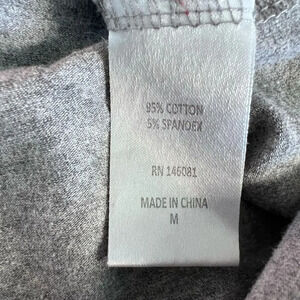 95% COTTON
5% SPANDEX
RN 146081
MADE IN CHINA
M